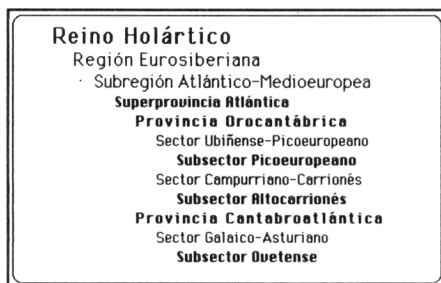 Reino Holártico
Región Eurosiberiana
Subregión Atlántico-Medioeuropea
Superprovincia Atlántica
Provincia Orocantábrica
Sector Ubiñense-Picoeuropeano
Subsector Picoeuropeano
Sector Campurriano-Carrionés
Subsector Altocarrionés
Provincia Cantabroatlántica
Sector Galaico-Asturiano
Subsector Ovetense